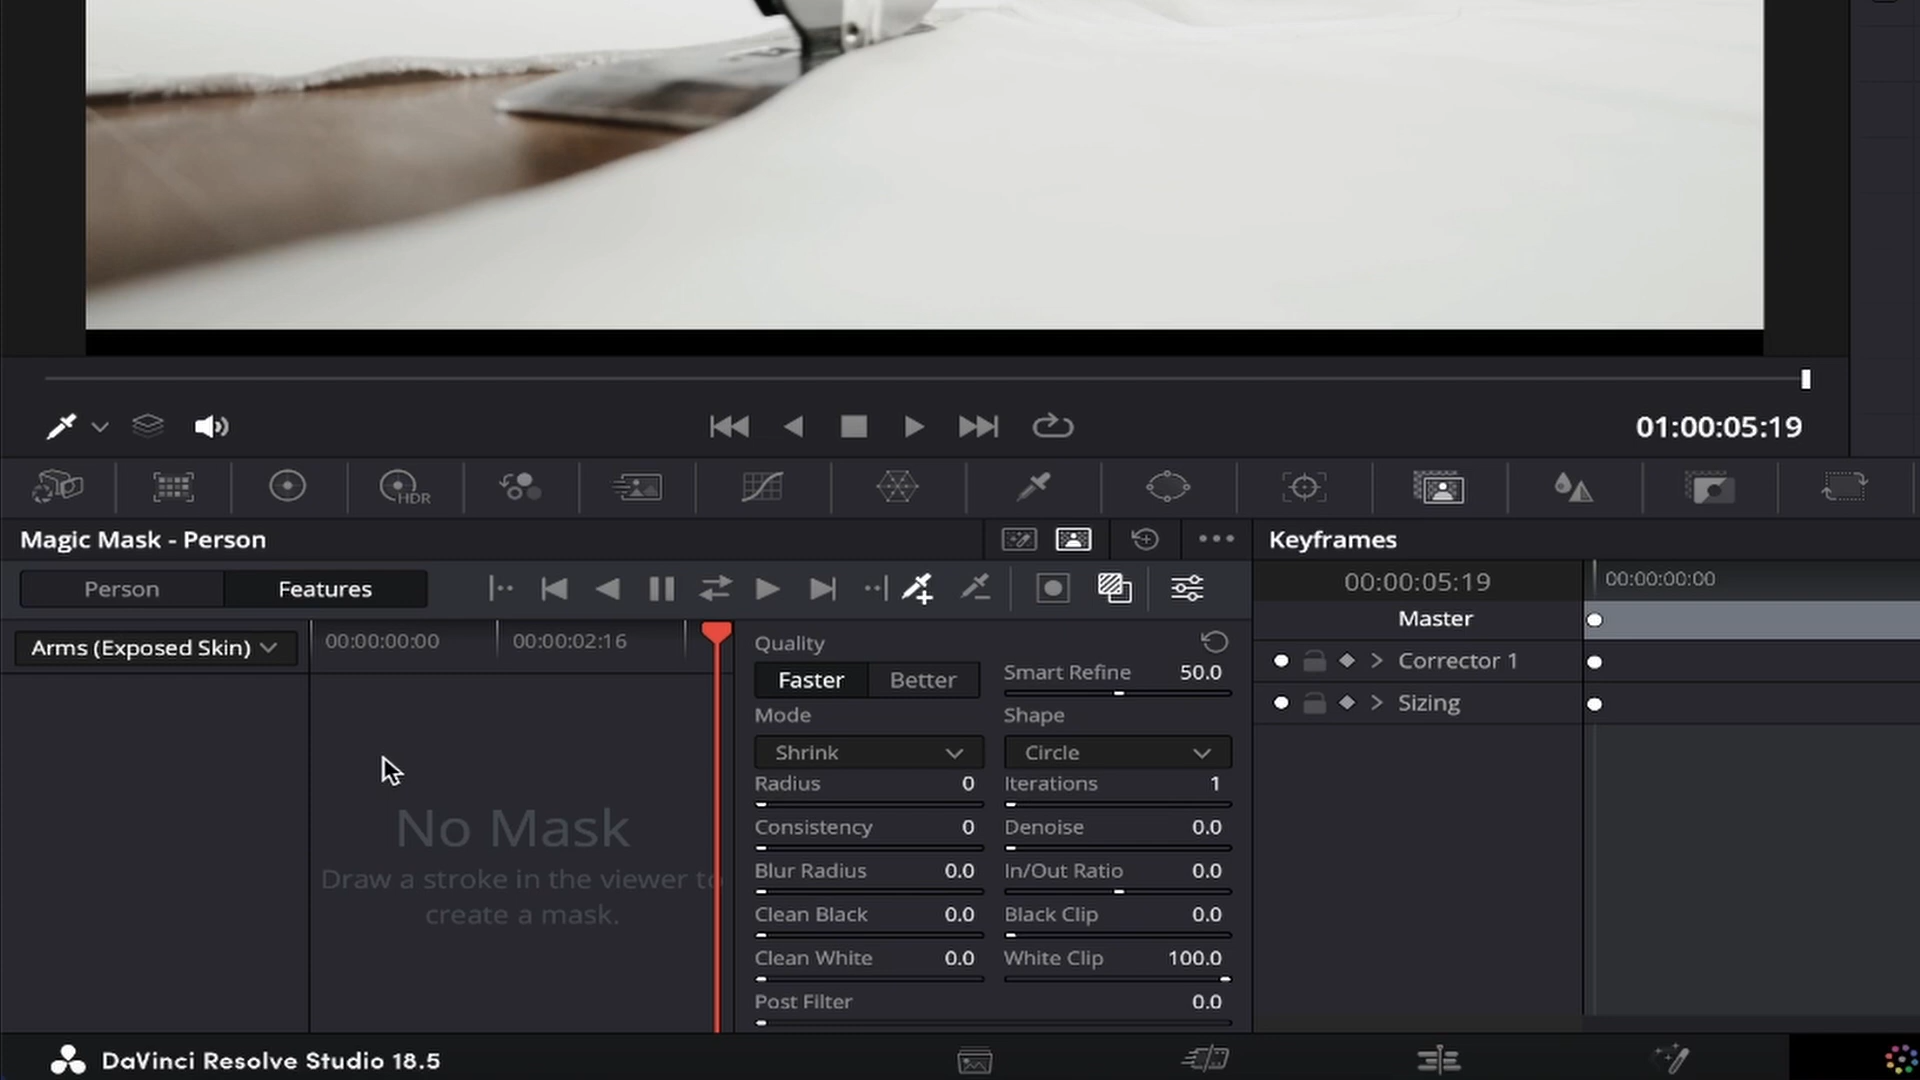 01:00:05:19
HDR
Magic Mask - Person
Keyframes
Person
Features
00:00:05:19
00:00:00:00
Master
Arms (Exposed Skin)
00:00:00:00
00:00:02:16
Quality
Faster
Better
Smart Refine 50.0
Corrector 1
Sizing
Mode
Shape
Shrink
Circle
Radius 0
Iterations 1
Consistency 0
Denoise 0.0
Blur Radius 0.0
In/Out Ratio 0.0
Clean Black 0.0
Black Clip 0.0
Clean White 0.0
White Clip 100.0
Post Filter 0.0
No Mask
Draw a stroke in the viewer to
create a mask.
DaVinci Resolve Studio 18.5